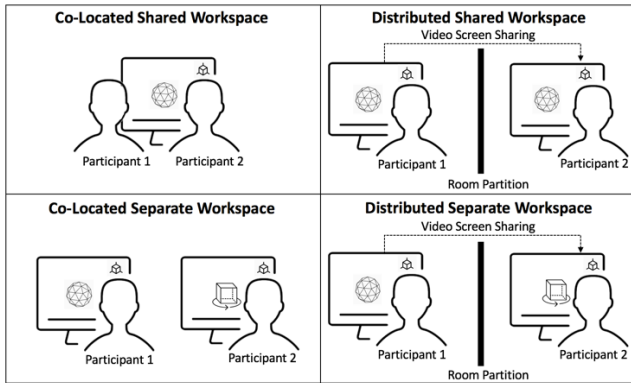 Co-Located Shared Workspace
Participant 1
Participant 2
Distributed Shared Workspace
Video Screen Sharing
Participant 1
Participant 2
Room Partition
Co-Located Separate Workspace
Participant 1
Participant 2
Distributed Separate Workspace
Video Screen Sharing
Participant 1
Participant 2
Room Partition